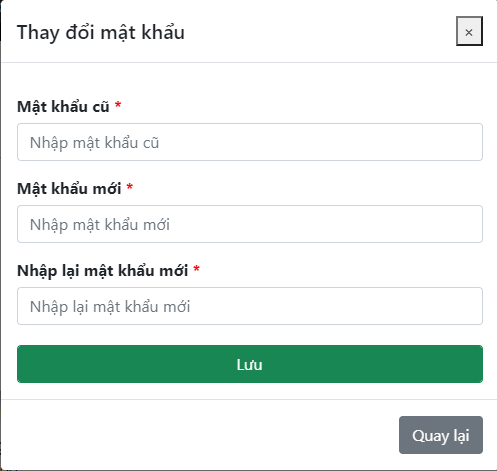 Thay đổi mật khẩu
×
Mật khẩu cũ *
Nhập mật khẩu cũ
Mật khẩu mới *
Nhập mật khẩu mới
Nhập lại mật khẩu mới *
Nhập lại mật khẩu mới
Lưu
Quay lại